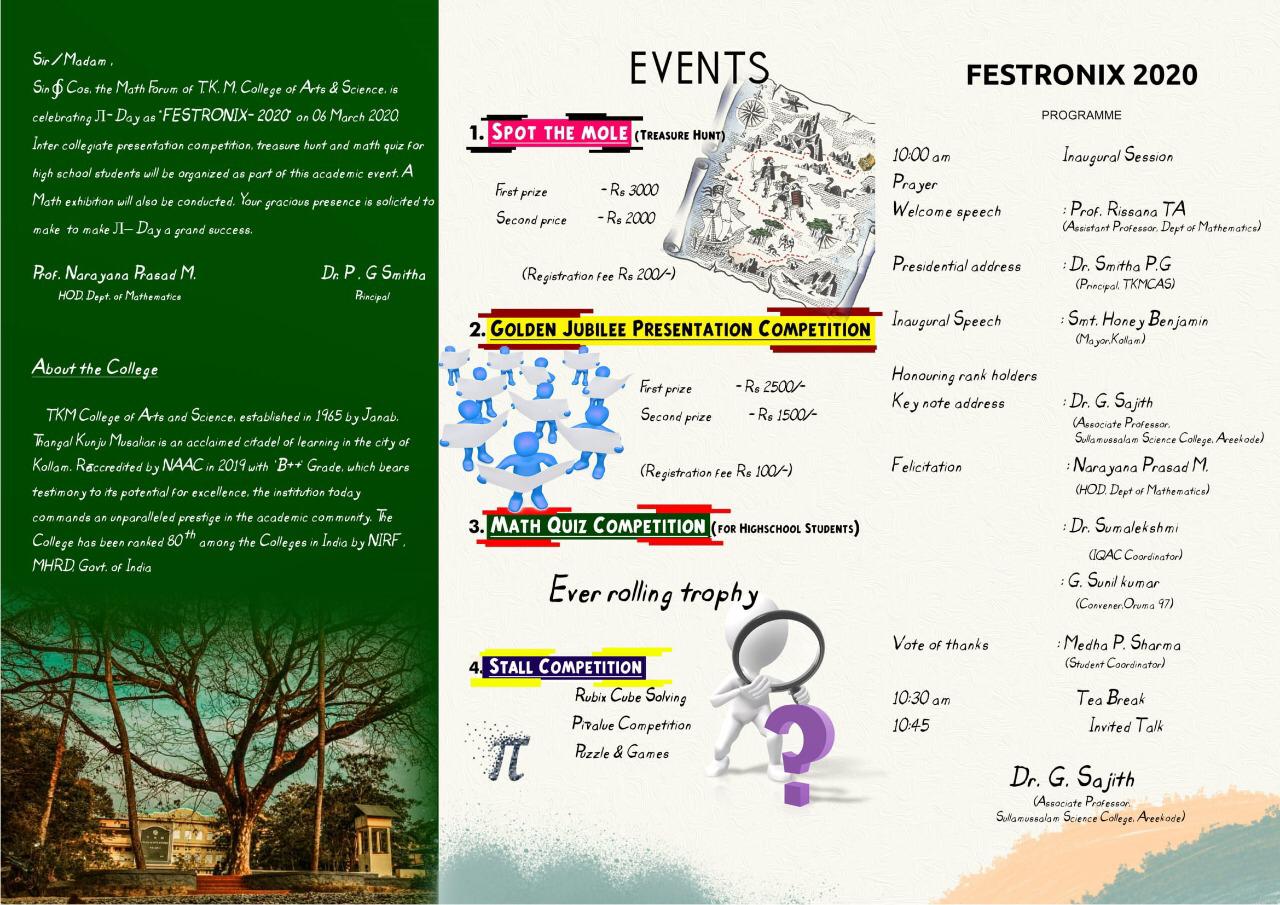 Sir/Madam ,
Sin∮Cos, the Math Forum of T.K. M. College of Arts & Science, is
celebrating Π- Day as "FESTRONIX- 2020" on 06 March 2020.
Inter collegiate presentation competition, treasure hunt and math quiz for
high school students will be organized as part of this academic event. A
Math exhibition will also be conducted. Your gracious presence is solicited to
make to make Π- Day a grand success.
Prof. Narayana Prasad M. Dr. P . G Smitha
HOD, Dept. of Mathematics Principal
About the College
TKM College of Arts and Science, established in 1965 by Janab.
Thangal Kunju Musaliar is an acclaimed citadel of learning in the city of
Kollam. Reaccredited by NAAC in 2019 with 'B++' Grade, which bears
testimony to its potential for excellence, the institution today
commands an unparalleled prestige in the academic community. The
College has been ranked 80th among the Colleges in India by NIRF ,
MHRD, Govt. of India
EVENTS
1. SPOT THE MOLE (TREASURE HUNT)
First prize - Rs 3000
Second price - Rs 2000
(Registration fee Rs 200/-)
2. GOLDEN JUBILEE PRESENTATION COMPETITION
First prize - Rs 2500/-
Second prize - Rs 1500/-
(Registration fee Rs 100/-)
3. MATH QUIZ COMPETITION (FOR HIGHSCHOOL STUDENTS)
Ever rolling trophy
4. STALL COMPETITION
Rubix Cube Solving
Pi value Competition
Puzzle & Games
π
?
FESTRONIX 2020
PROGRAMME
10:00 am Inaugural Session
Prayer
Welcome speech : Prof. Rissana TA
(Assistant Professor, Dept of Mathematics)
Presidential address : Dr. Smitha P.G
(Principal, TKMCAS)
Inaugural Speech : Smt. Honey Benjamin
(Mayor,Kollam)
Honouring rank holders
Key note address : Dr. G. Sajith
(Associate Professor,
Sullamussalam Science College, Areekode)
Felicitation : Narayana Prasad M.
(HOD, Dept of Mathematics)
: Dr. Sumalekshmi
(IQAC Coordinator)
: G. Sunil kumar
(Convener,Oruma 97)
Vote of thanks : Medha P. Sharma
(Student Coordinator)
10:30 am Tea Break
10:45 Invited Talk
Dr. G. Sajith
(Associate Professor,
Sullamussalam Science College, Areekode)